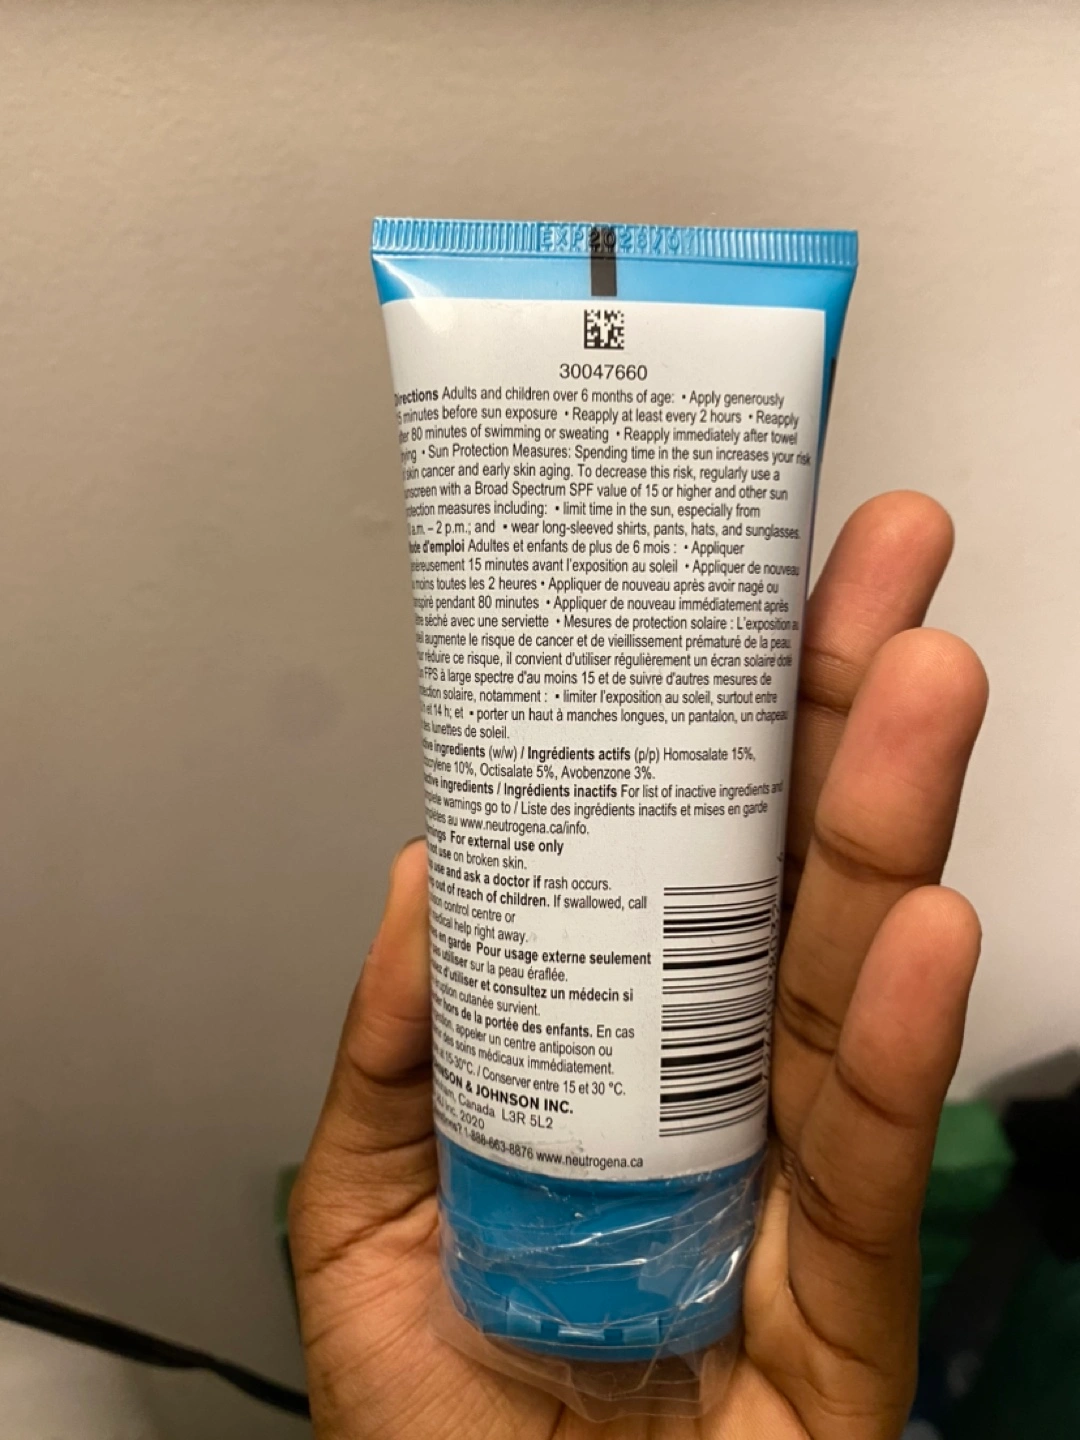 EXP 2026/07
30047660
Directions Adults and children over 6 months of age: • Apply generously
minutes before sun exposure • Reapply at least every 2 hours • Reapply
80 minutes of swimming or sweating • Reapply immediately after towel
• Sun Protection Measures: Spending time in the sun increases your risk
skin cancer and early skin aging. To decrease this risk, regularly use a
sunscreen with a Broad Spectrum SPF value of 15 or higher and other sun
protection measures including: • limit time in the sun, especially from
a.m. – 2 p.m.; and • wear long-sleeved shirts, pants, hats, and sunglasses.
d'emploi Adultes et enfants de plus de 6 mois : • Appliquer
généreusement 15 minutes avant l'exposition au soleil • Appliquer de nouveau
moins toutes les 2 heures • Appliquer de nouveau après avoir nagé ou
pendant 80 minutes • Appliquer de nouveau immédiatement après
séché avec une serviette • Mesures de protection solaire : L'exposition au
augmente le risque de cancer et de vieillissement prématuré de la peau.
réduire ce risque, il convient d'utiliser régulièrement un écran solaire doté
FPS à large spectre d'au moins 15 et de suivre d'autres mesures de
solaire, notamment : • limiter l'exposition au soleil, surtout entre
et 14 h; et • porter un haut à manches longues, un pantalon, un chapeau
lunettes de soleil.
ingredients (w/w) / Ingrédients actifs (p/p) Homosalate 15%,
10%, Octisalate 5%, Avobenzone 3%.
ingredients / Ingrédients inactifs For list of inactive ingredients and
warnings go to / Liste des ingrédients inactifs et mises en garde
au www.neutrogena.ca/info.
For external use only
use on broken skin.
use and ask a doctor if rash occurs.
out of reach of children. If swallowed, call
control centre or
medical help right away.
en garde Pour usage externe seulement
utiliser sur la peau éraflée.
d'utiliser et consultez un médecin si
cutanée survient.
hors de la portée des enfants. En cas
appeler un centre antipoison ou
des soins médicaux immédiatement.
15-30°C. / Conserver entre 15 et 30 °C.
JOHNSON & JOHNSON INC.
Canada L3R 5L2
2020
1-888-663-8876 www.neutrogena.ca